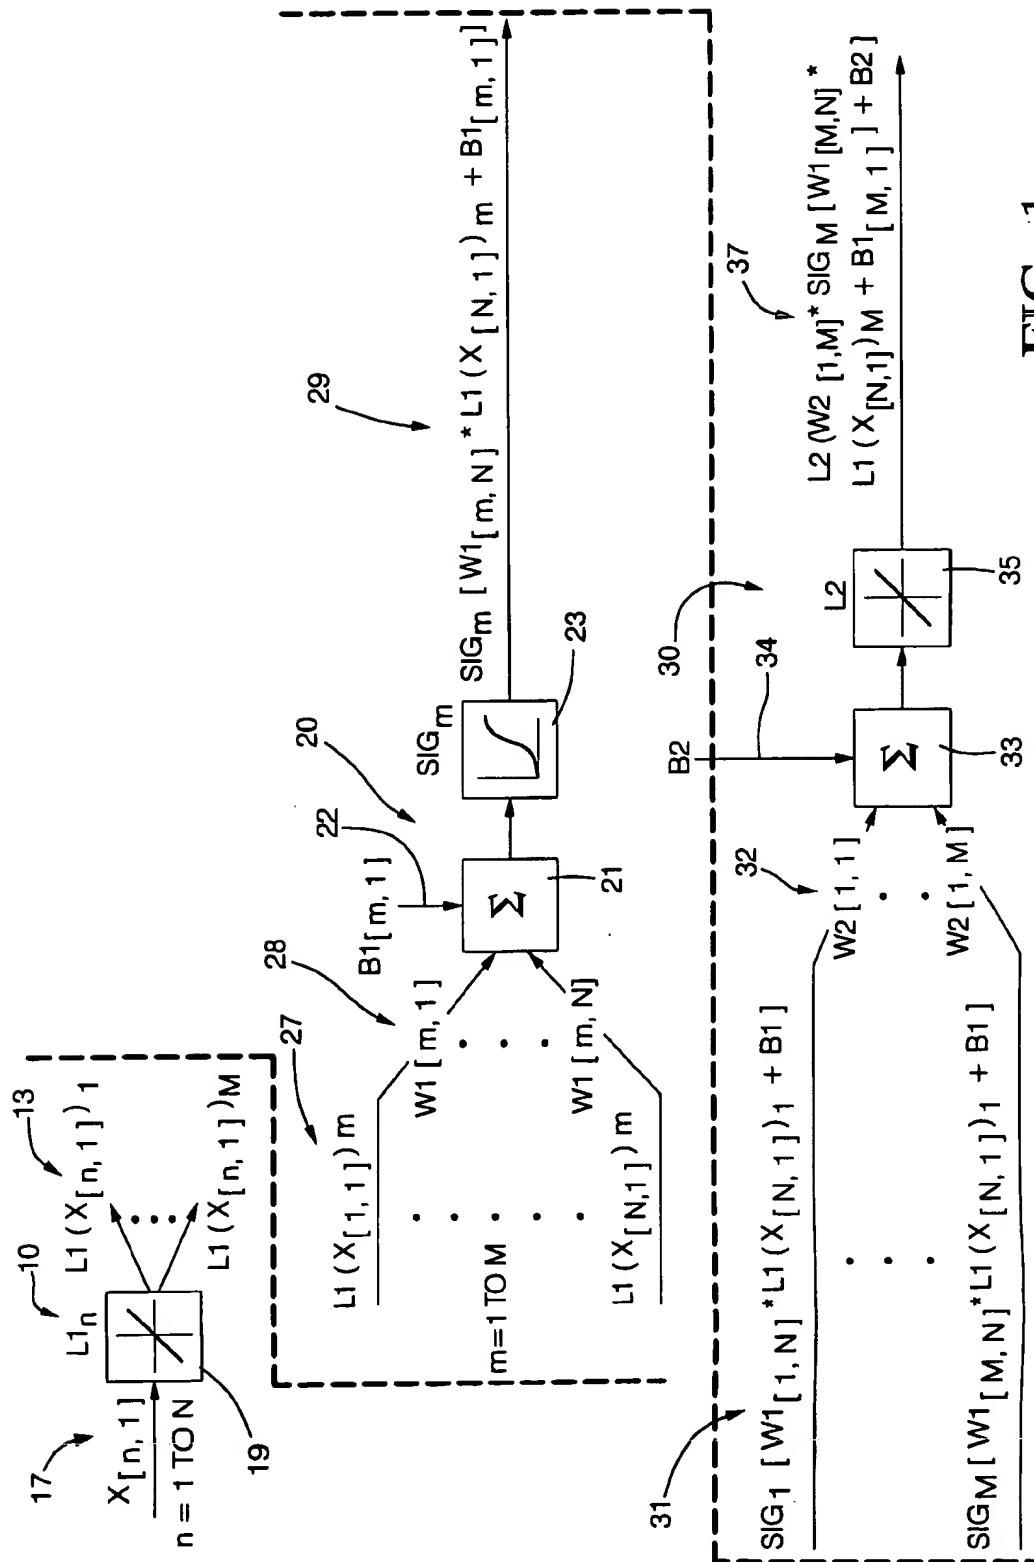 17
X[n, 1]
n = 1 TO N
19
L1n
10
13
L1 (X[n, 1] ) 1
L1 (X[n, 1] ) M
27
L1 (X[1, 1] ) m
m=1 TO M
L1 (X[N,1] ) m
28
W1 [m, 1]
W1 [m, N]
B1[m, 1]
22
20
Σ
21
SIGm
23
29
SIGm [W1[m, N] * L1 (X [N, 1] ) m + B1[m, 1] ]
31
SIG1 [W1[1, N] *L1 (X [N, 1] )1 + B1]
SIGM [W1[M, N] *L1 (X [N, 1] )1 + B1]
32
W2 [1, 1]
W2 [1, M]
B2
34
30
Σ
33
L2
35
37
L2 (W2 [1,M]* SIG M [W1[M,N] *
L1 (X[N,1] ) M + B1[M, 1] ] + B2)
FIG. 1